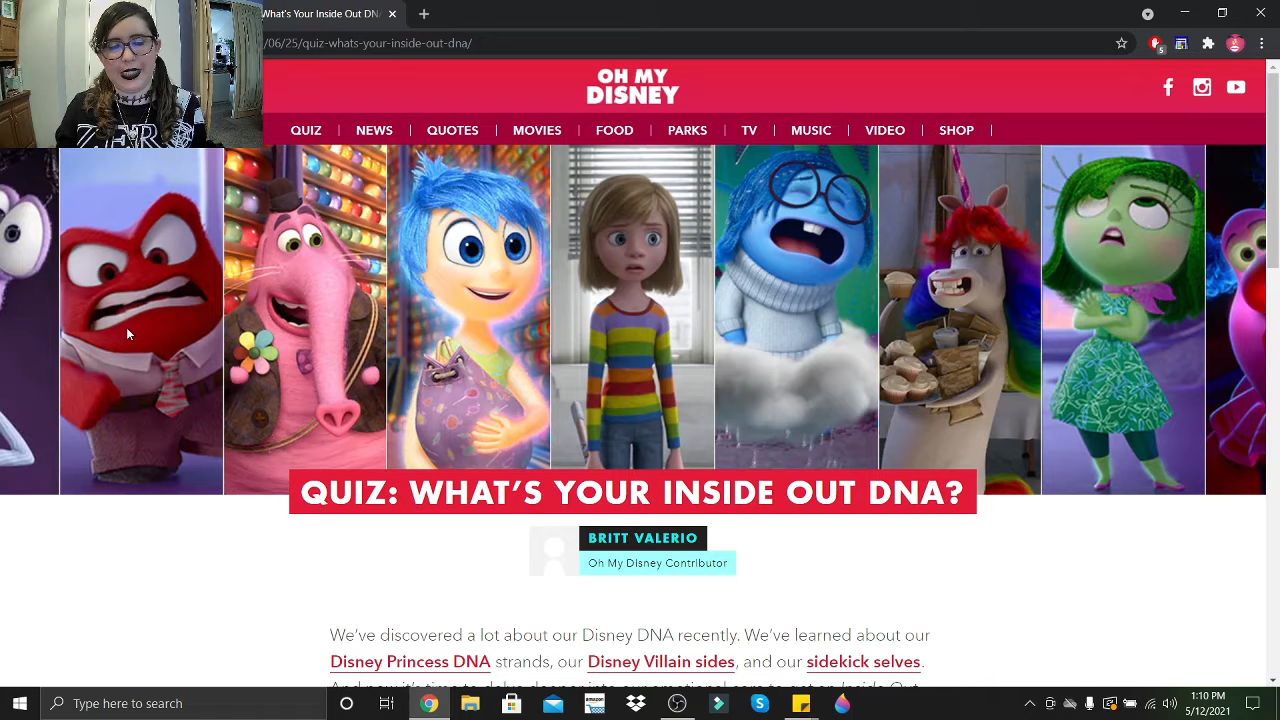 What's Your Inside Out DN
/06/25/quiz-whats-your-inside-out-dna/
5
OH MY
DISNEY
QUIZ
NEWS
QUOTES
MOVIES
FOOD
PARKS
TV
MUSIC
VIDEO
SHOP
QUIZ: WHAT'S YOUR INSIDE OUT DNA?
BRITT VALERIO
Oh My Disney Contributor
We've discovered a lot about our Disney DNA recently. We've learned about our
Disney Princess DNA strands, our Disney Villain sides, and our sidekick selves.
Type here to search
amazon
1:10 PM
5/12/2021